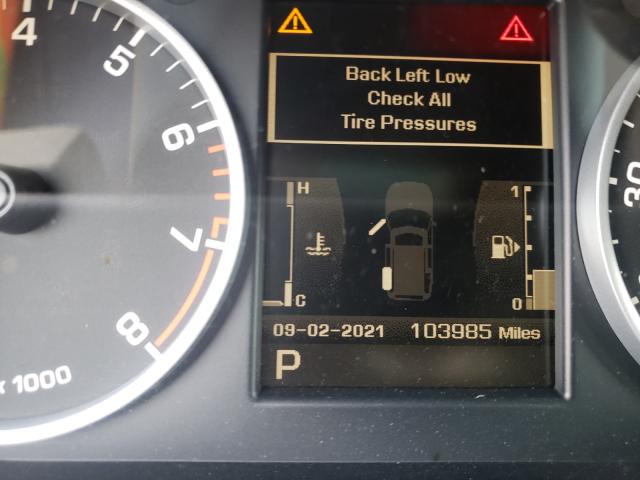 4
5
6
7
8
x 1000
Back Left Low
Check All
Tire Pressures
H
C
1
0
09-02-2021 103985 Miles
P
30